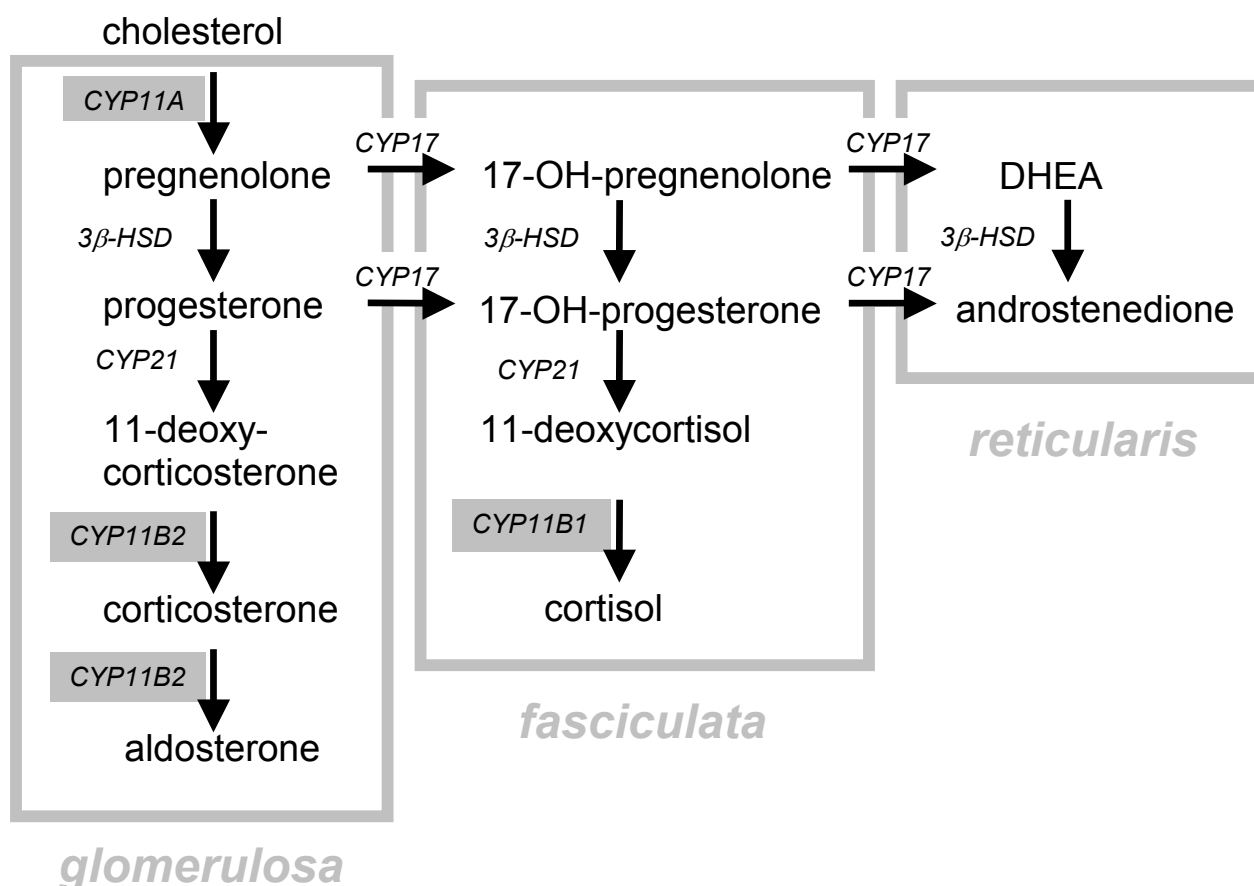 cholesterol
CYP11A
CYP17
CYP17
pregnenolone
17-OH-pregnenolone
DHEA
3β-HSD
3β-HSD
3β-HSD
CYP17
CYP17
progesterone
17-OH-progesterone
androstenedione
CYP21
CYP21
11-deoxy-
corticosterone
11-deoxycortisol
reticularis
CYP11B2
CYP11B1
corticosterone
cortisol
CYP11B2
fasciculata
aldosterone
glomerulosa